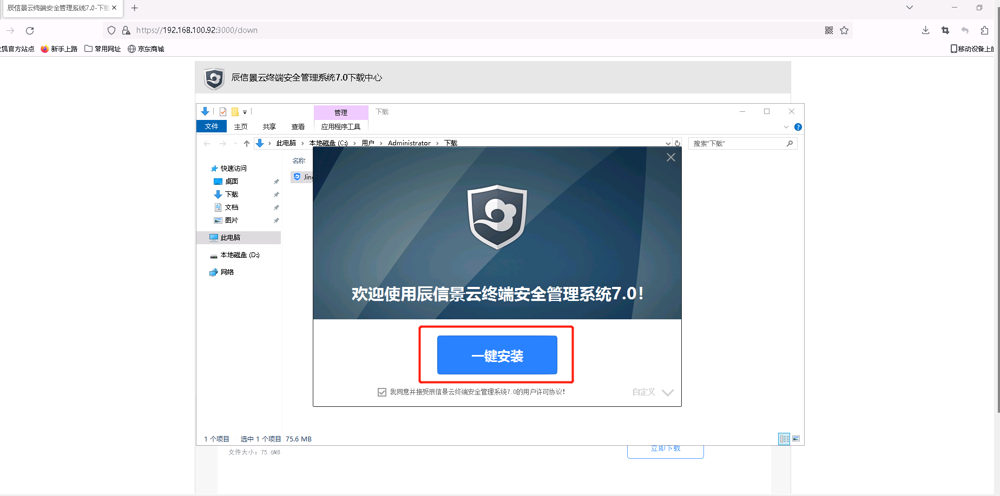 辰信景云终端安全管理系统7.0-下载
https://192.168.100.92:3000/down
狐官方站点
新手上路
常用网址
京东商城
移动设备上的
辰信景云终端安全管理系统7.0下载中心
管理
下载
文件
主页
共享
查看
应用程序工具
此电脑 › 本地磁盘 (C:) › 用户 › Administrator › 下载
搜索"下载"
名称
快速访问
桌面
下载
文档
图片
此电脑
本地磁盘 (D:)
网络
Jing
欢迎使用辰信景云终端安全管理系统7.0!
一键安装
我同意并接受辰信景云终端安全管理系统7.0的用户许可协议!
自定义
1 个项目
选中 1 个项目 75.6 MB
文件大小: 75.6MB
立即下载